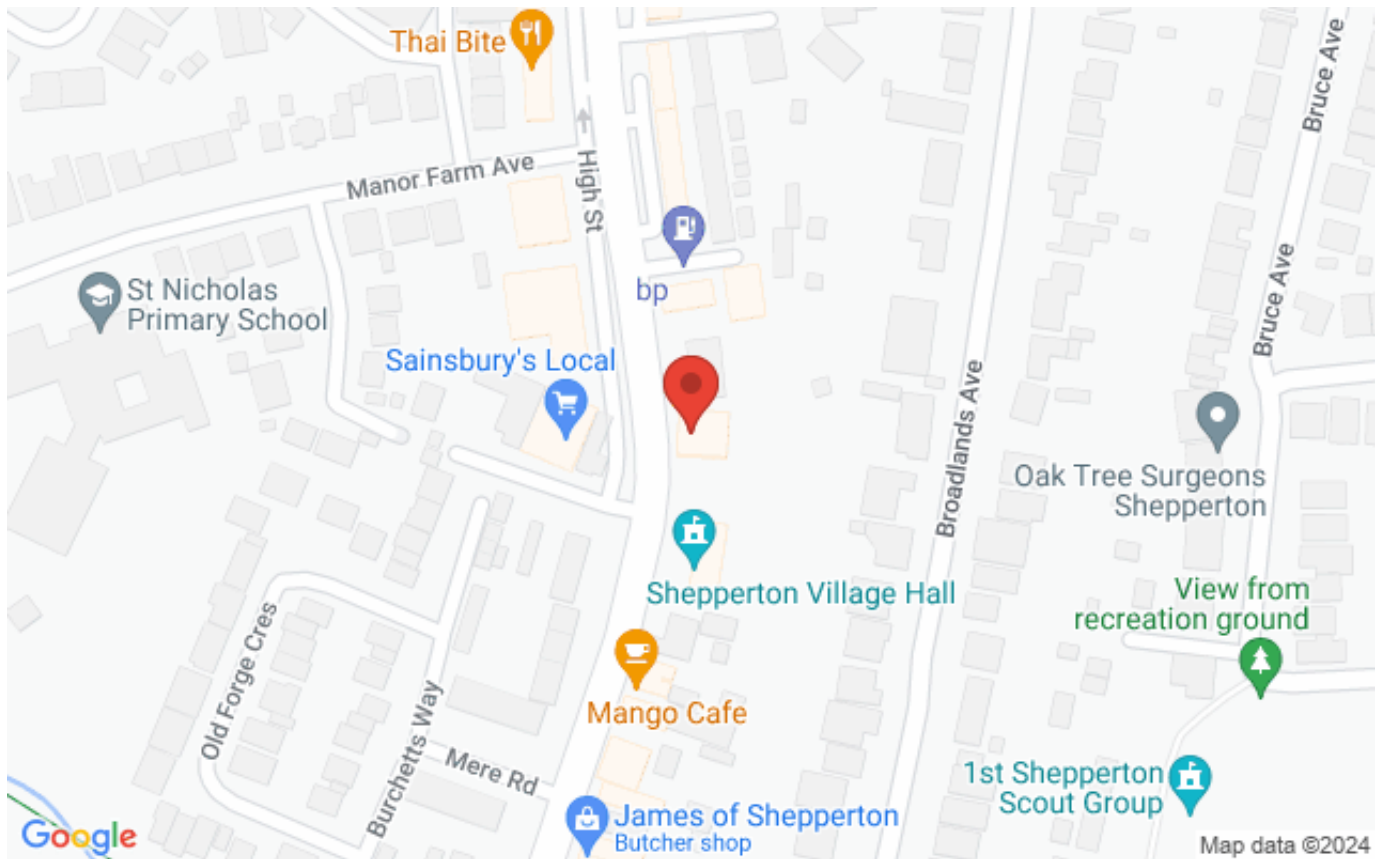 Thai Bite
Bruce Ave
Manor Farm Ave
High St
bp
St Nicholas
Primary School
Bruce Ave
Sainsbury's Local
Broadlands Ave
Oak Tree Surgeons
Shepperton
Shepperton Village Hall
View from
recreation ground
Old Forge Cres
Burchetts Way
Mango Cafe
Mere Rd
1st Shepperton
Scout Group
James of Shepperton
Butcher shop
Google
Map data ©2024